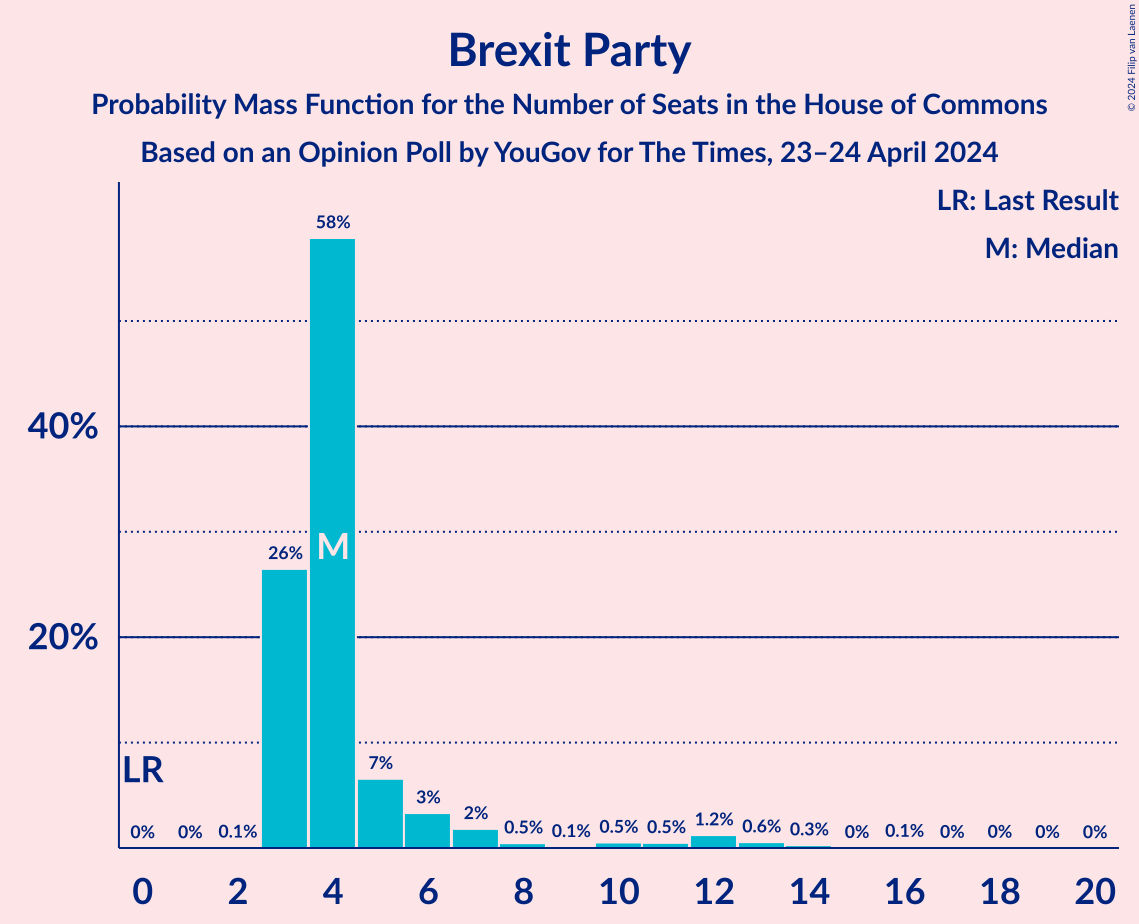 Brexit Party
Probability Mass Function for the Number of Seats in the House of Commons
Based on an Opinion Poll by YouGov for The Times, 23–24 April 2024
© 2024 Filip van Laenen
LR: Last Result
M: Median
58%
40%
26%
M
20%
LR
0%
0%
0.1%
7%
3%
2%
0.5%
0.1%
0.5%
0.5%
1.2%
0.6%
0.3%
0%
0.1%
0%
0%
0%
0%
0 2 4 6 8 10 12 14 16 18 20